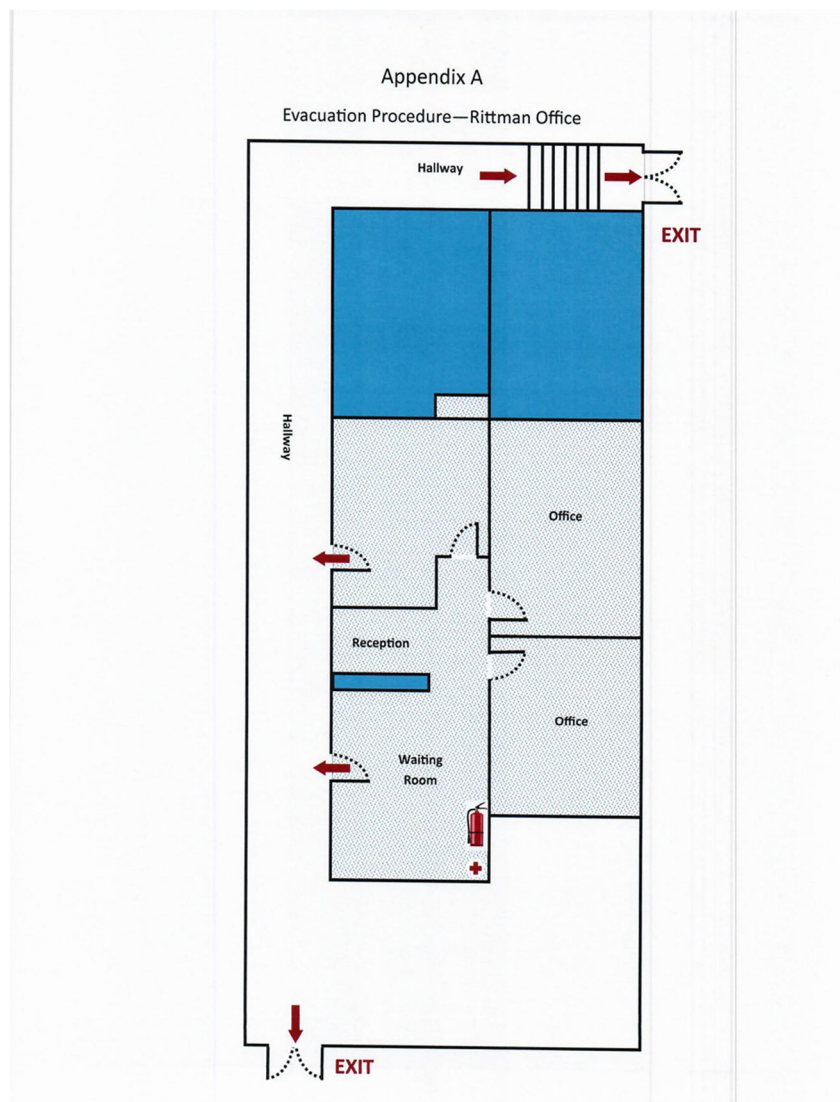 Appendix A
Evacuation Procedure—Rittman Office
Hallway
EXIT
Hallway
Office
Reception
Office
Waiting
Room
EXIT